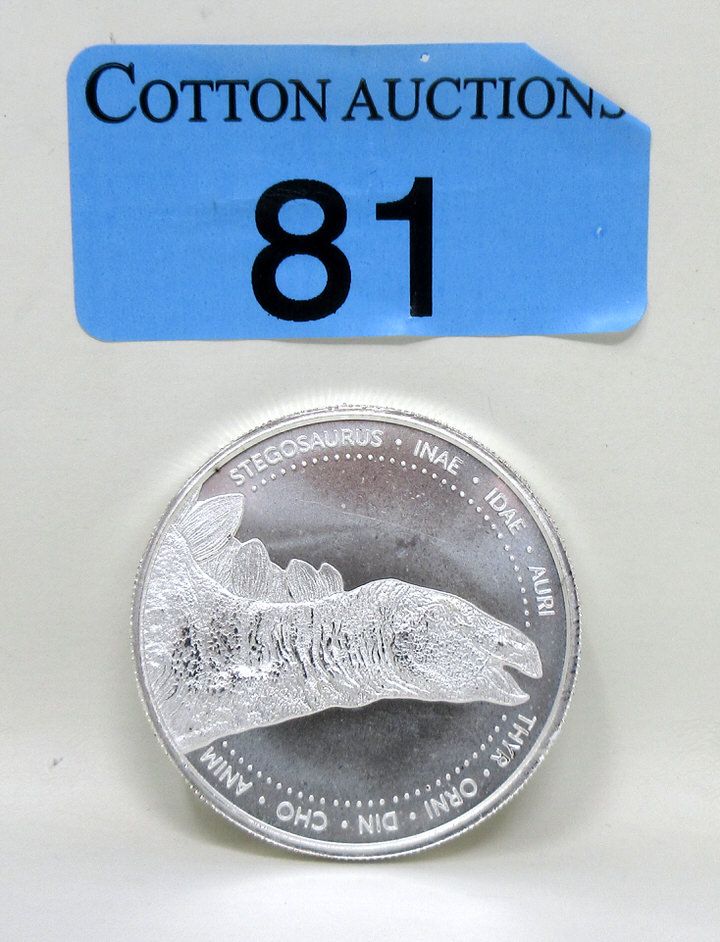 COTTON AUCTIONS
81
STEGOSAURUS • INAE • IDAE • AURI
THYR • ORNI • DIN • CHO • ANIM